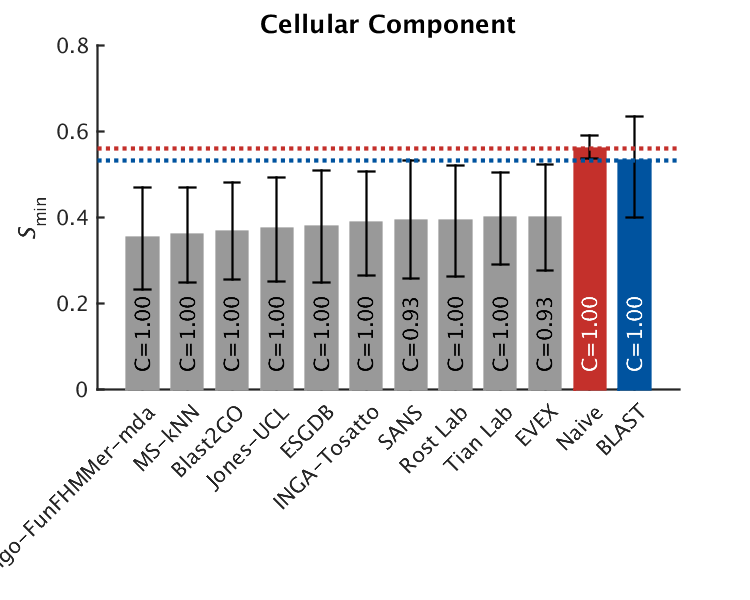 Cellular Component
0.8
0.6
0.4
0.2
0
Smin
C=1.00
C=1.00
C=1.00
C=1.00
C=1.00
C=1.00
C=0.93
C=1.00
C=1.00
C=0.93
C=1.00
C=1.00
go-FunFHMMer-mda
MS-kNN
Blast2GO
Jones-UCL
ESGDB
INGA-Tosatto
SANS
Rost Lab
Tian Lab
EVEX
Naive
BLAST